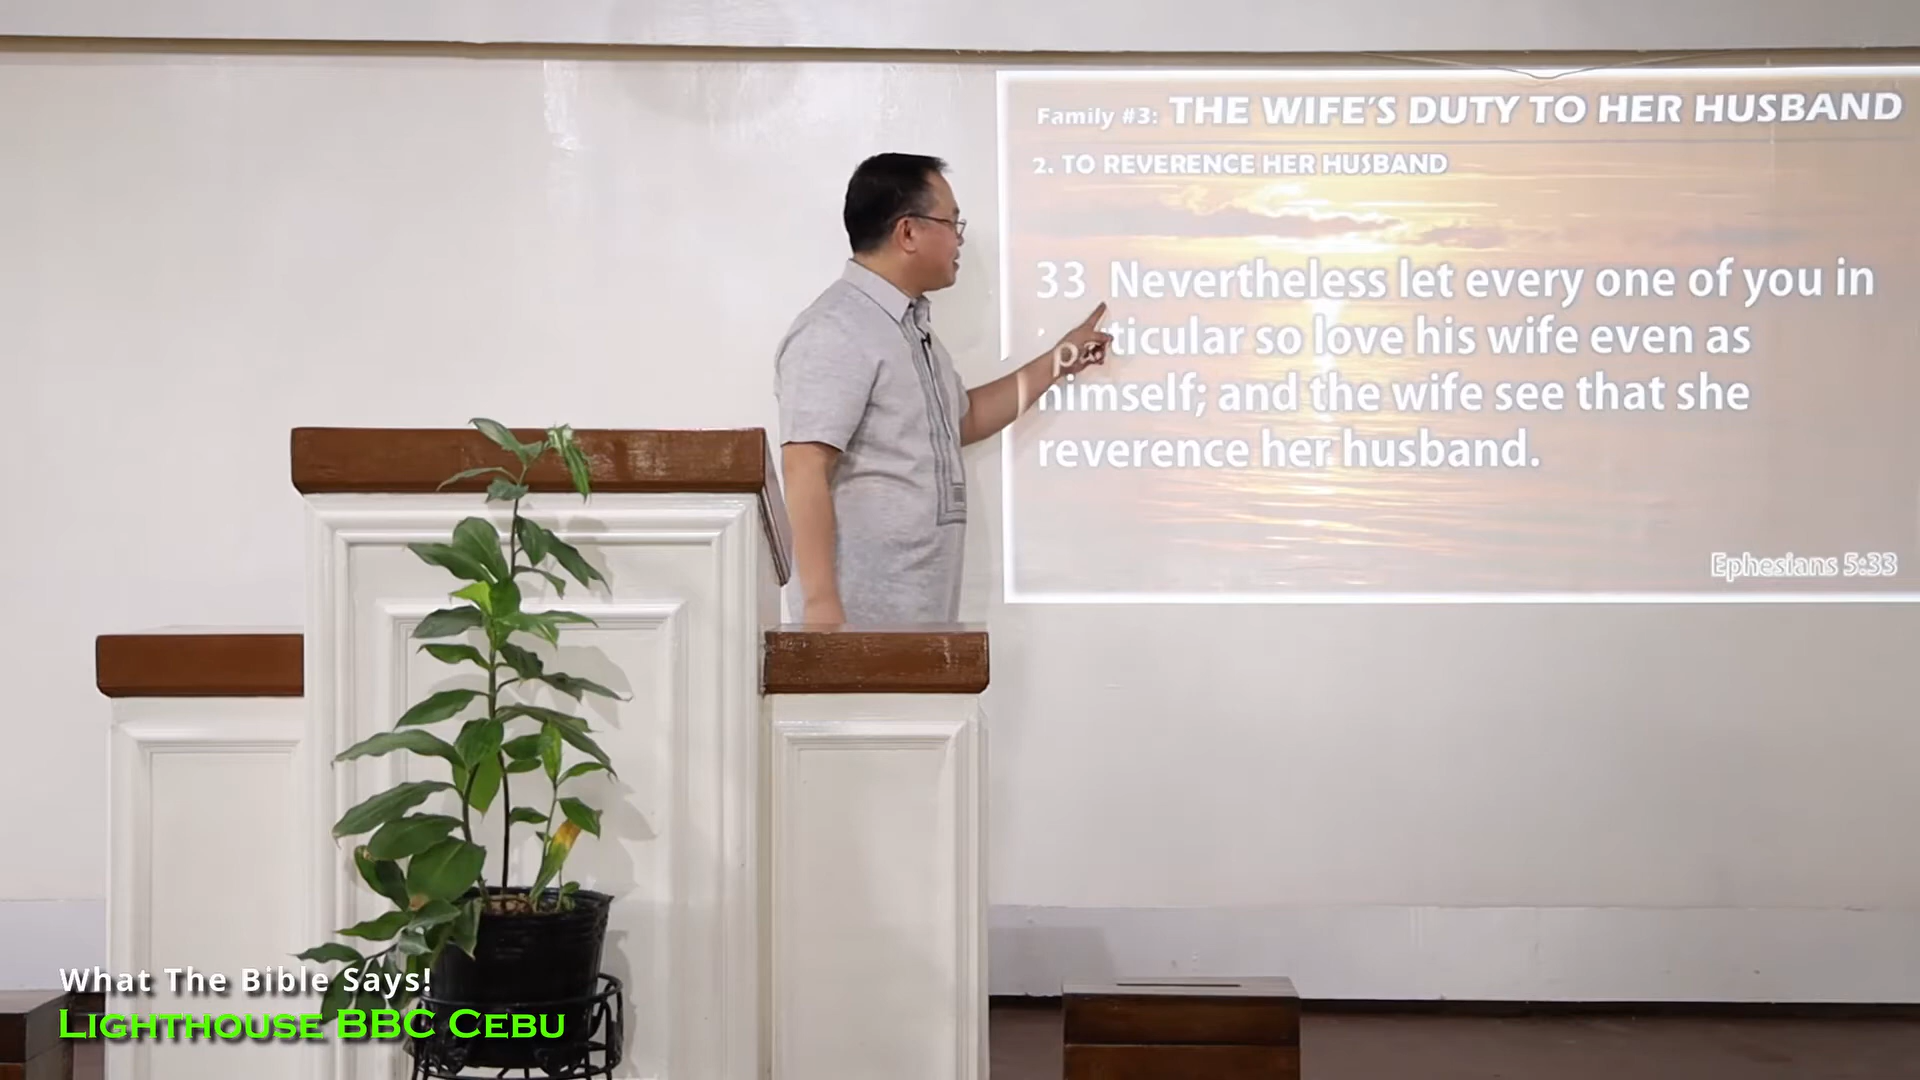 Family #3: THE WIFE'S DUTY TO HER HUSBAND
2. TO REVERENCE HER HUSBAND
33 Nevertheless let every one of you in
particular so love his wife even as
himself; and the wife see that she
reverence her husband.
Ephesians 5:33
What The Bible Says!
LIGHTHOUSE BBC CEBU